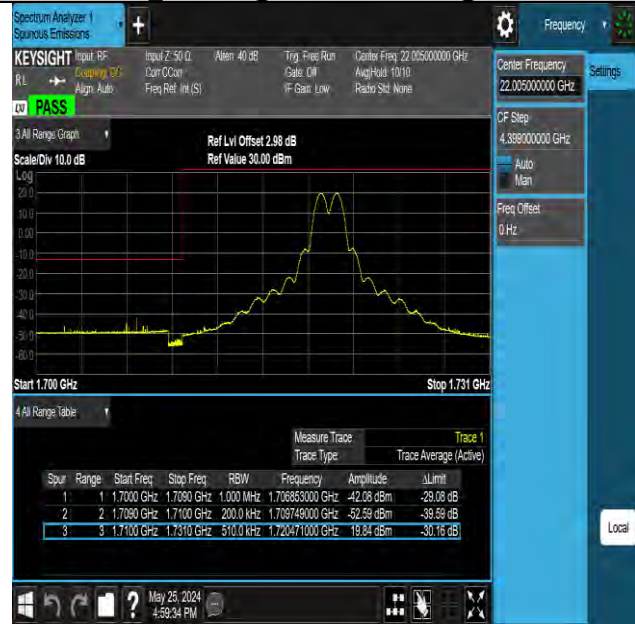 Spectrum Analyzer 1
Spurious Emissions
+
Frequency
KEYSIGHT Input: RF Input Z: 50 Ω Atten: 40 dB Trig: Free Run Center Freq: 22.005000000 GHz
RL Coupling: DC Corr CCorr Gate: Off Avg|Hold: 10/10
Align: Auto Freq Ref: Int (S) IF Gain: Low Radio Std: None
LXI PASS
Center Frequency
22.005000000 GHz
Settings
CF Step
4.399000000 GHz
Auto
Man
Freq Offset
0 Hz
3 All Range Graph
Ref Lvl Offset 2.98 dB
Scale/Div 10.0 dB Ref Value 30.00 dBm
Log
20.0
10.0
0.00
-10.0
-20.0
-30.0
-40.0
-50.0
-60.0
Start 1.700 GHz Stop 1.731 GHz
4 All Range Table
Measure Trace Trace 1
Trace Type Trace Average (Active)
Spur Range Start Freq Stop Freq RBW Frequency Amplitude ΔLimit
1 1 1.7000 GHz 1.7090 GHz 1.000 MHz 1.706853000 GHz -42.08 dBm -29.08 dB
2 2 1.7090 GHz 1.7100 GHz 200.0 kHz 1.709749000 GHz -52.59 dBm -39.59 dB
3 3 1.7100 GHz 1.7310 GHz 510.0 kHz 1.720471000 GHz 19.84 dBm -30.16 dB
Local
? May 25, 2024
4:59:34 PM